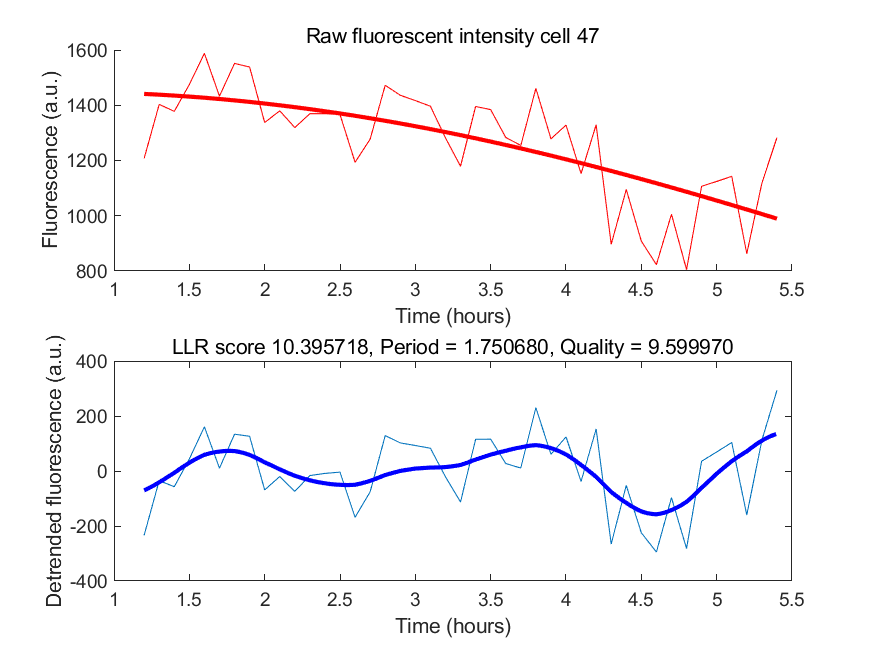 Raw fluorescent intensity cell 47
1600
1400
1200
1000
800
Fluorescence (a.u.)
1 1.5 2 2.5 3 3.5 4 4.5 5 5.5
Time (hours)
LLR score 10.395718, Period = 1.750680, Quality = 9.599970
400
200
0
-200
-400
Detrended fluorescence (a.u.)
1 1.5 2 2.5 3 3.5 4 4.5 5 5.5
Time (hours)